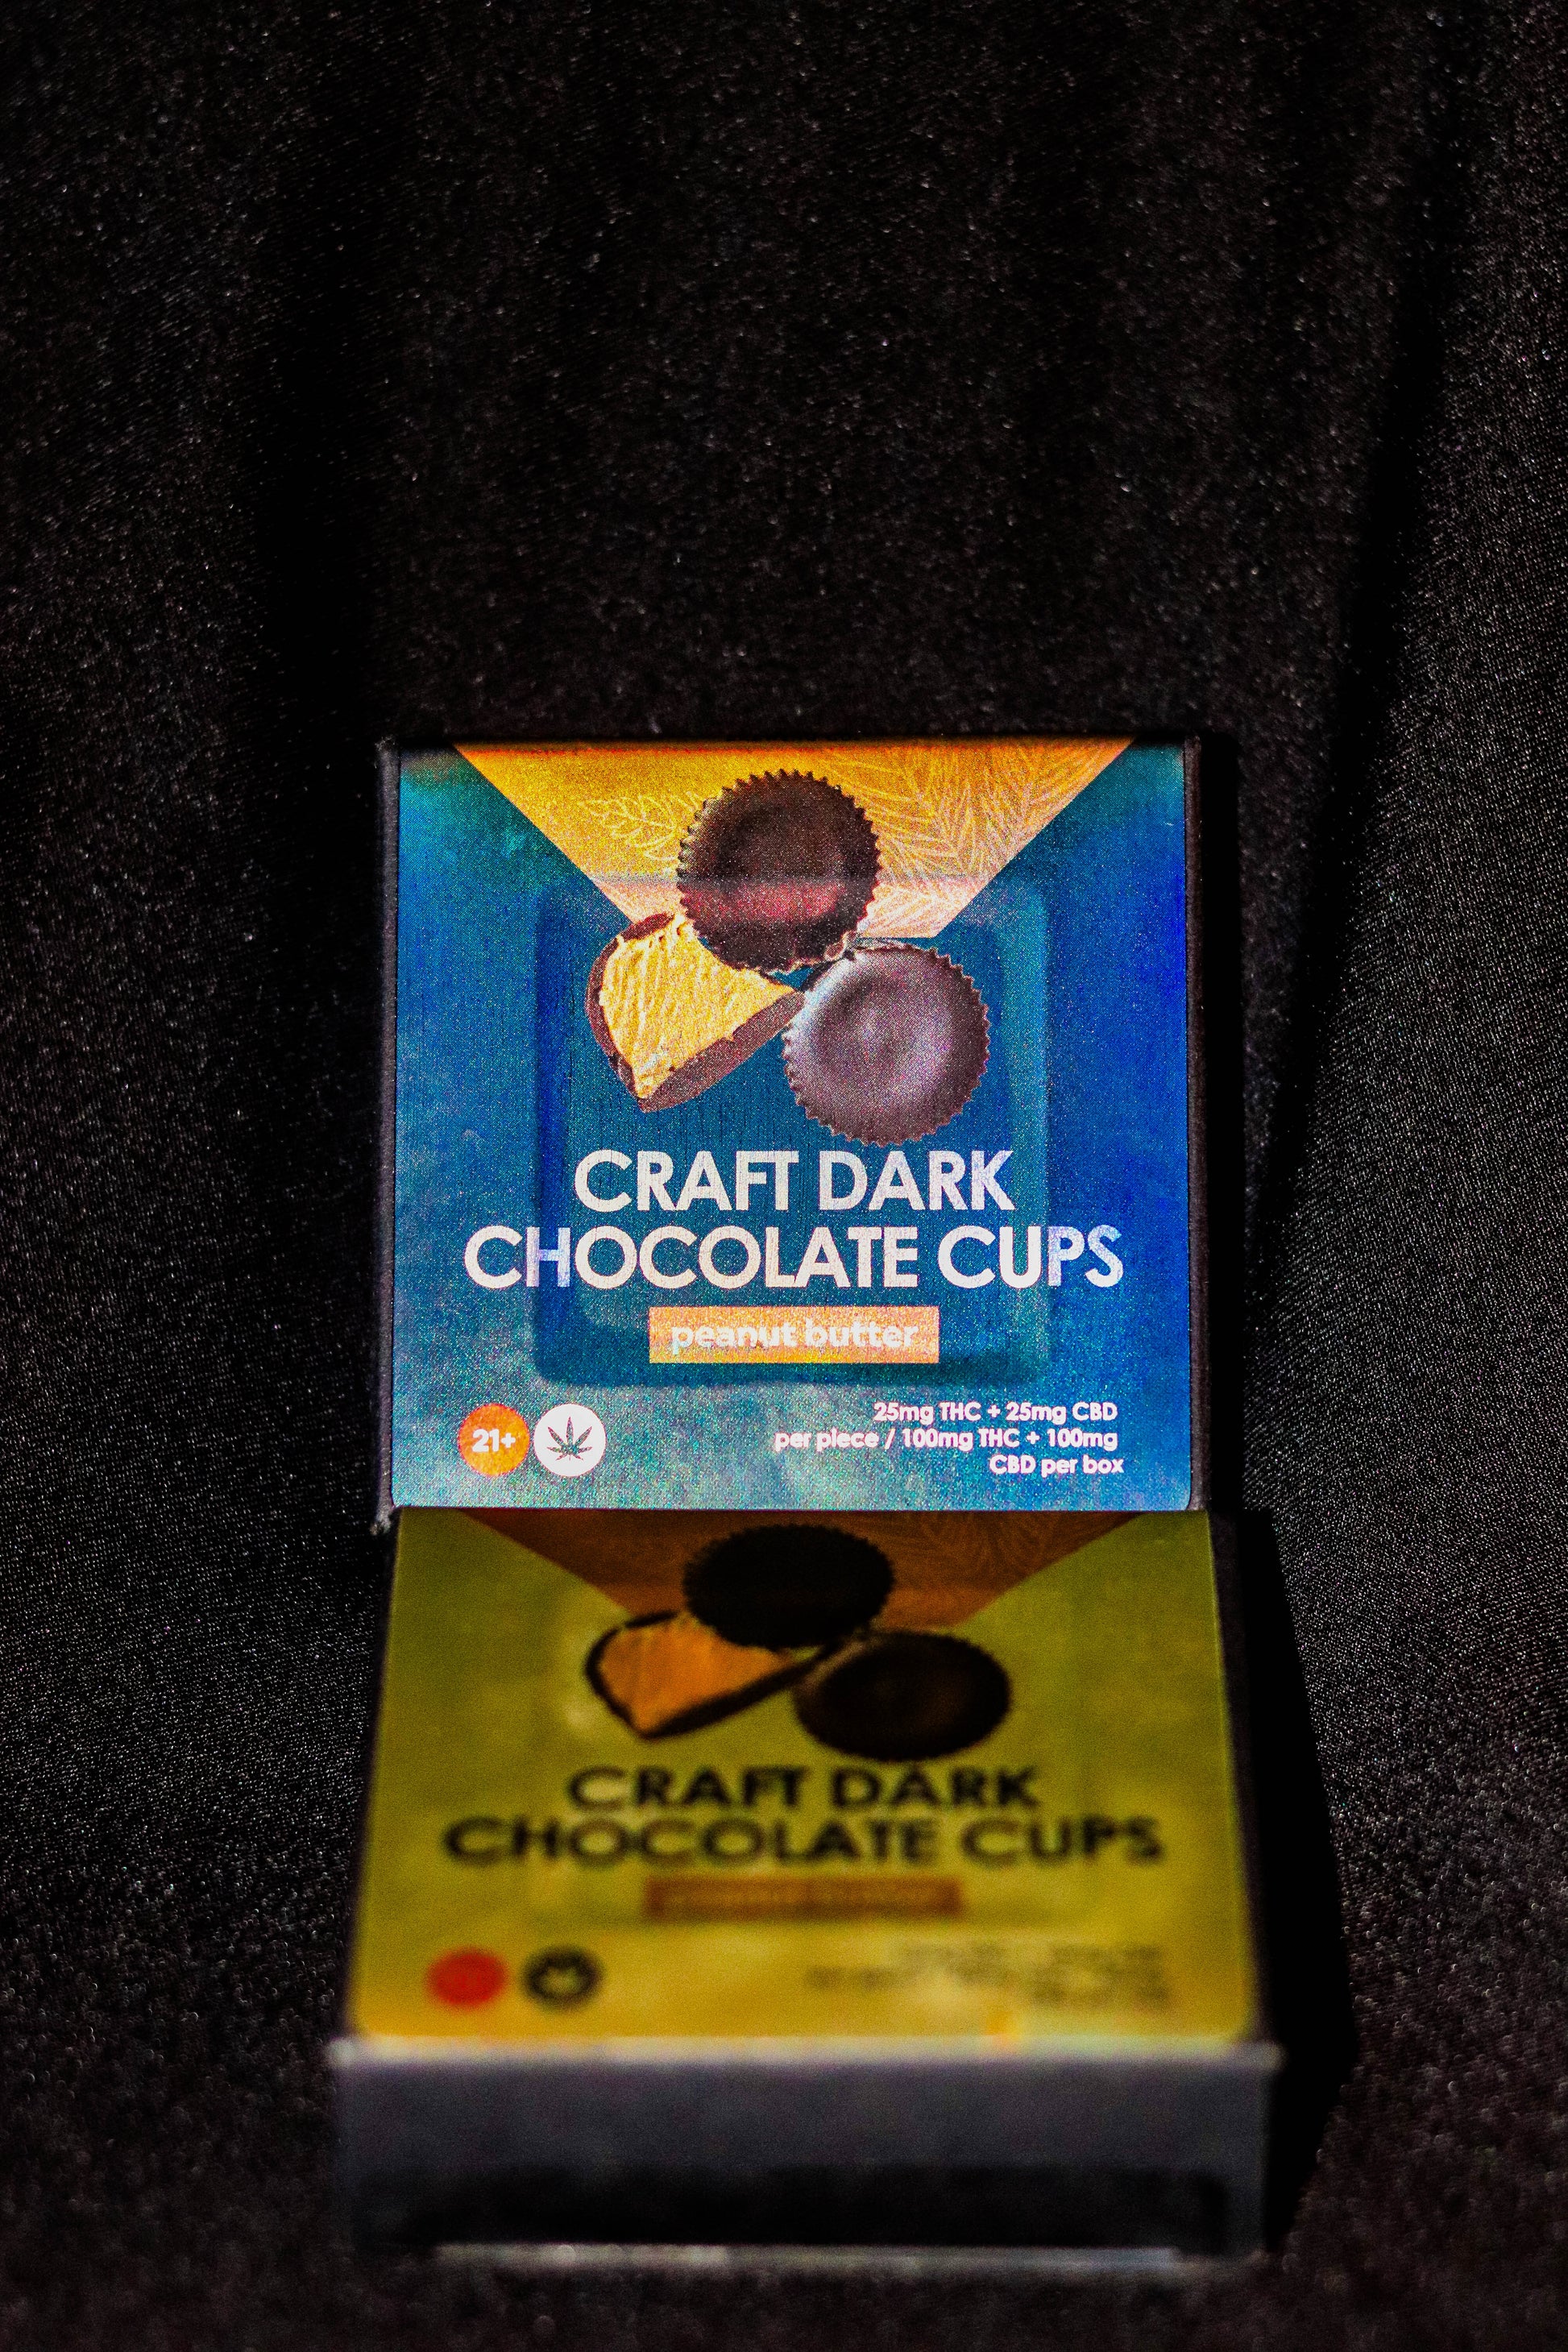 CRAFT DARK
CHOCOLATE CUPS
peanut butter
21+
25mg THC + 25mg CBD
per piece / 100mg THC + 100mg
CBD per box
CRAFT DARK
CHOCOLATE CUPS